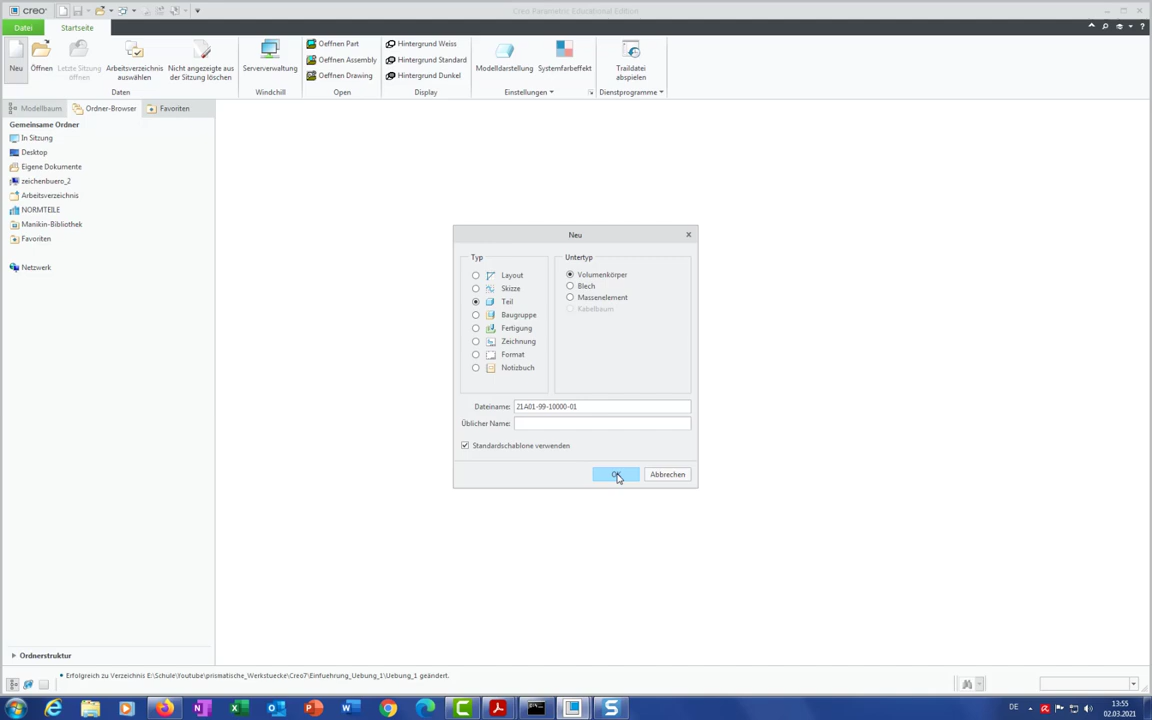 creo Creo Parametric Educational Edition
Datei Startseite
Neu Öffnen Letzte Sitzung öffnen Arbeitsverzeichnis auswählen Nicht angezeigte aus der Sitzung löschen
Daten
Serververwaltung
Windchill
Oeffnen Part
Oeffnen Assembly
Oeffnen Drawing
Open
Hintergrund Weiss
Hintergrund Standard
Hintergrund Dunkel
Display
Modelldarstellung Systemfarbeffekt
Einstellungen
Traildatei abspielen
Dienstprogramme
Modellbaum Ordner-Browser Favoriten
Gemeinsame Ordner
In Sitzung
Desktop
Eigene Dokumente
zeichenbuero_2
Arbeitsverzeichnis
NORMTEILE
Manikin-Bibliothek
Favoriten
Netzwerk
Neu
Typ
Layout
Skizze
Teil
Baugruppe
Fertigung
Zeichnung
Format
Notizbuch
Untertyp
Volumenkörper
Blech
Massenelement
Kabelbaum
Dateiname: 21A01-99-10000-01
Üblicher Name:
Standardschablone verwenden
OK Abbrechen
Ordnerstruktur
• Erfolgreich zu Verzeichnis E:\Schule\Youtube\prismatische_Werkstuecke\Creo7\Einfuehrung_Uebung_1\Uebung_1 geändert.
DE 13:55
02.03.2021